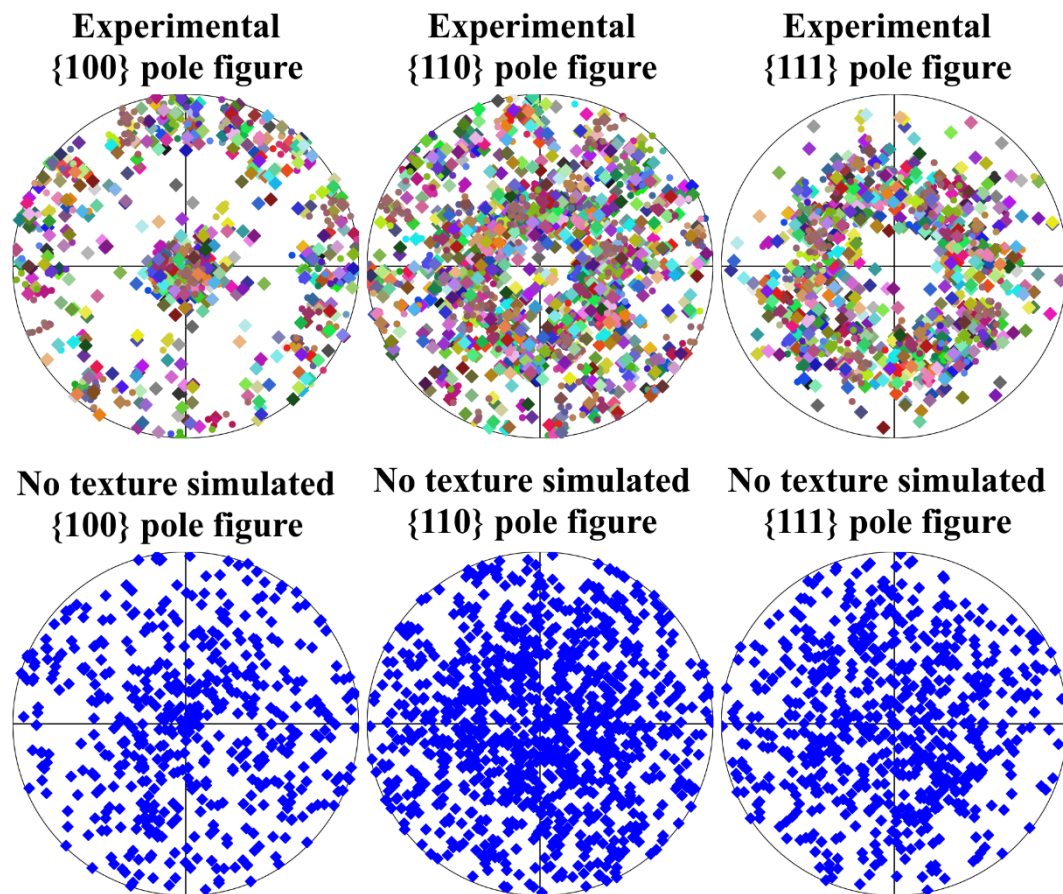 Experimental
{100} pole figure
Experimental
{110} pole figure
Experimental
{111} pole figure
No texture simulated
{100} pole figure
No texture simulated
{110} pole figure
No texture simulated
{111} pole figure